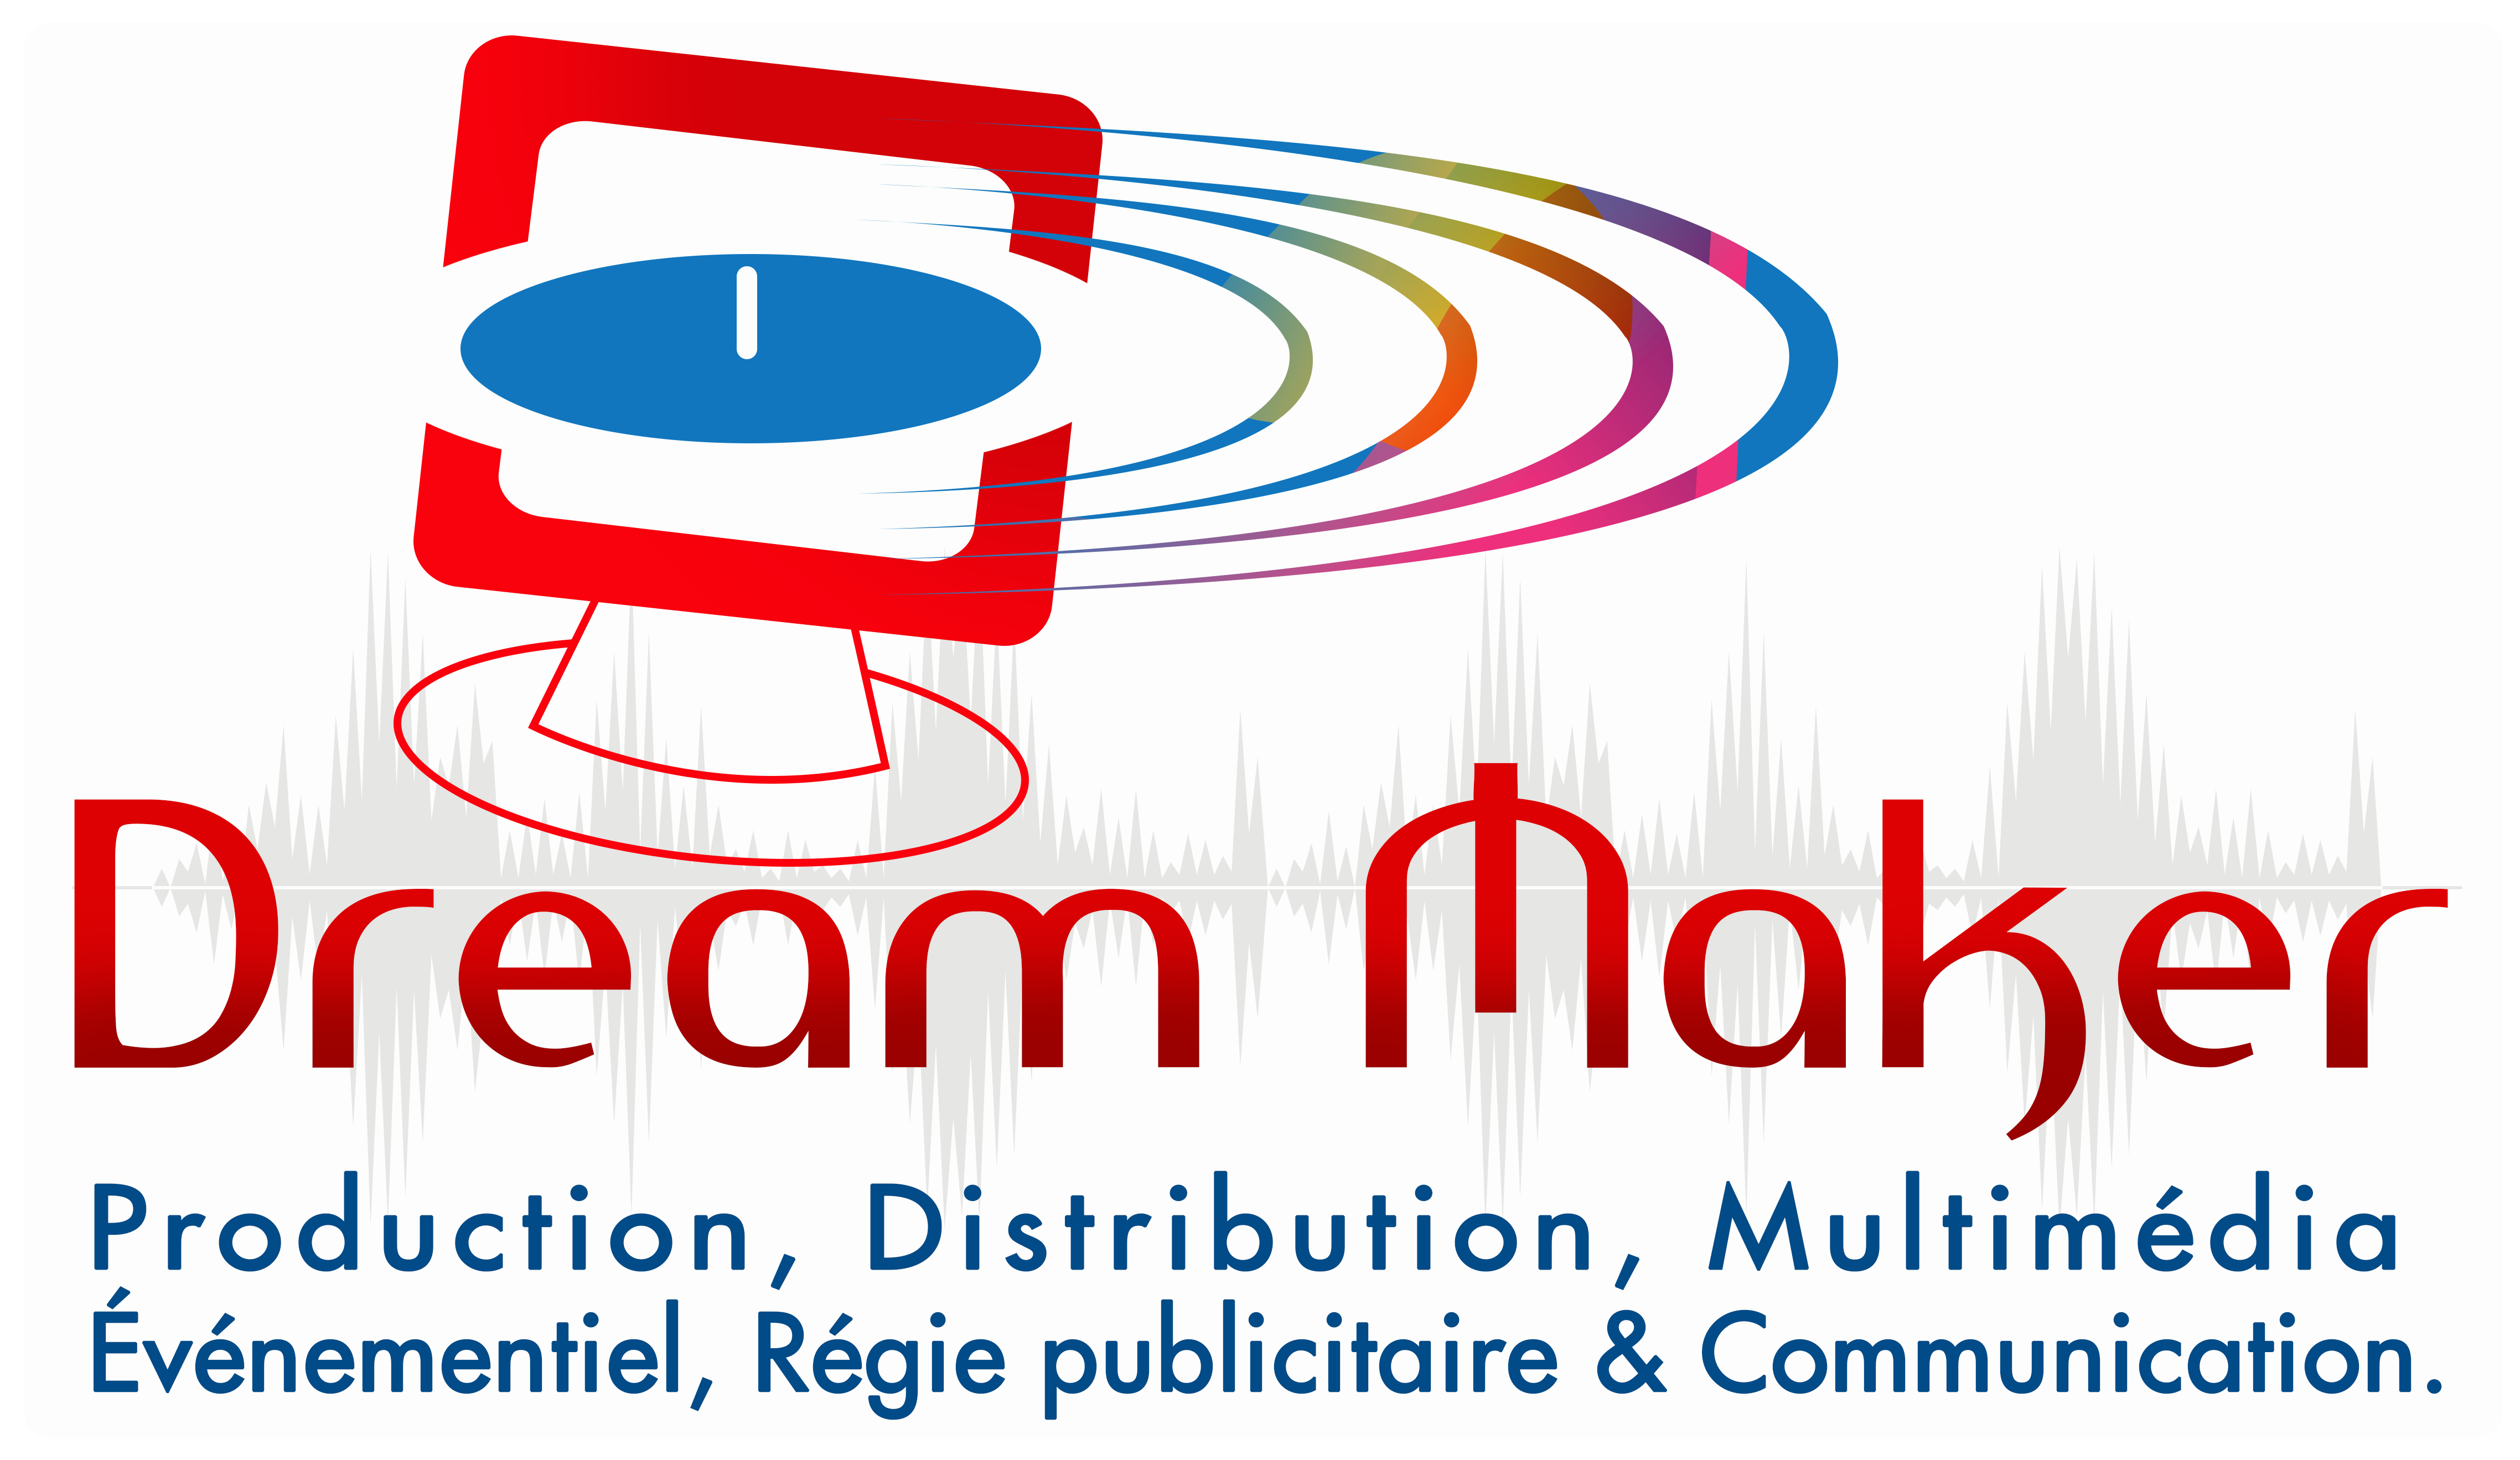 Dream Maker
Production, Distribution, Multimédia
Événementiel, Régie publicitaire & Communication.